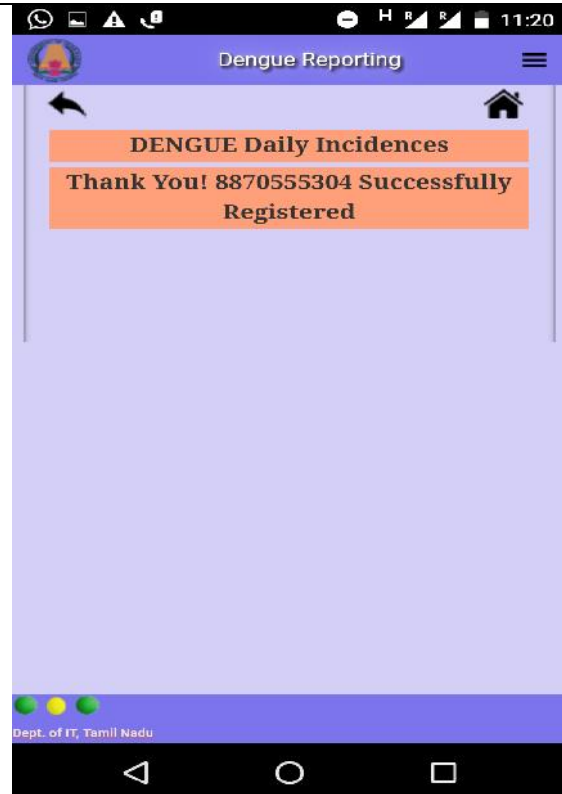 H R R 11:20
Dengue Reporting
DENGUE Daily Incidences
Thank You! 8870555304 Successfully
Registered
Dept. of IT, Tamil Nadu